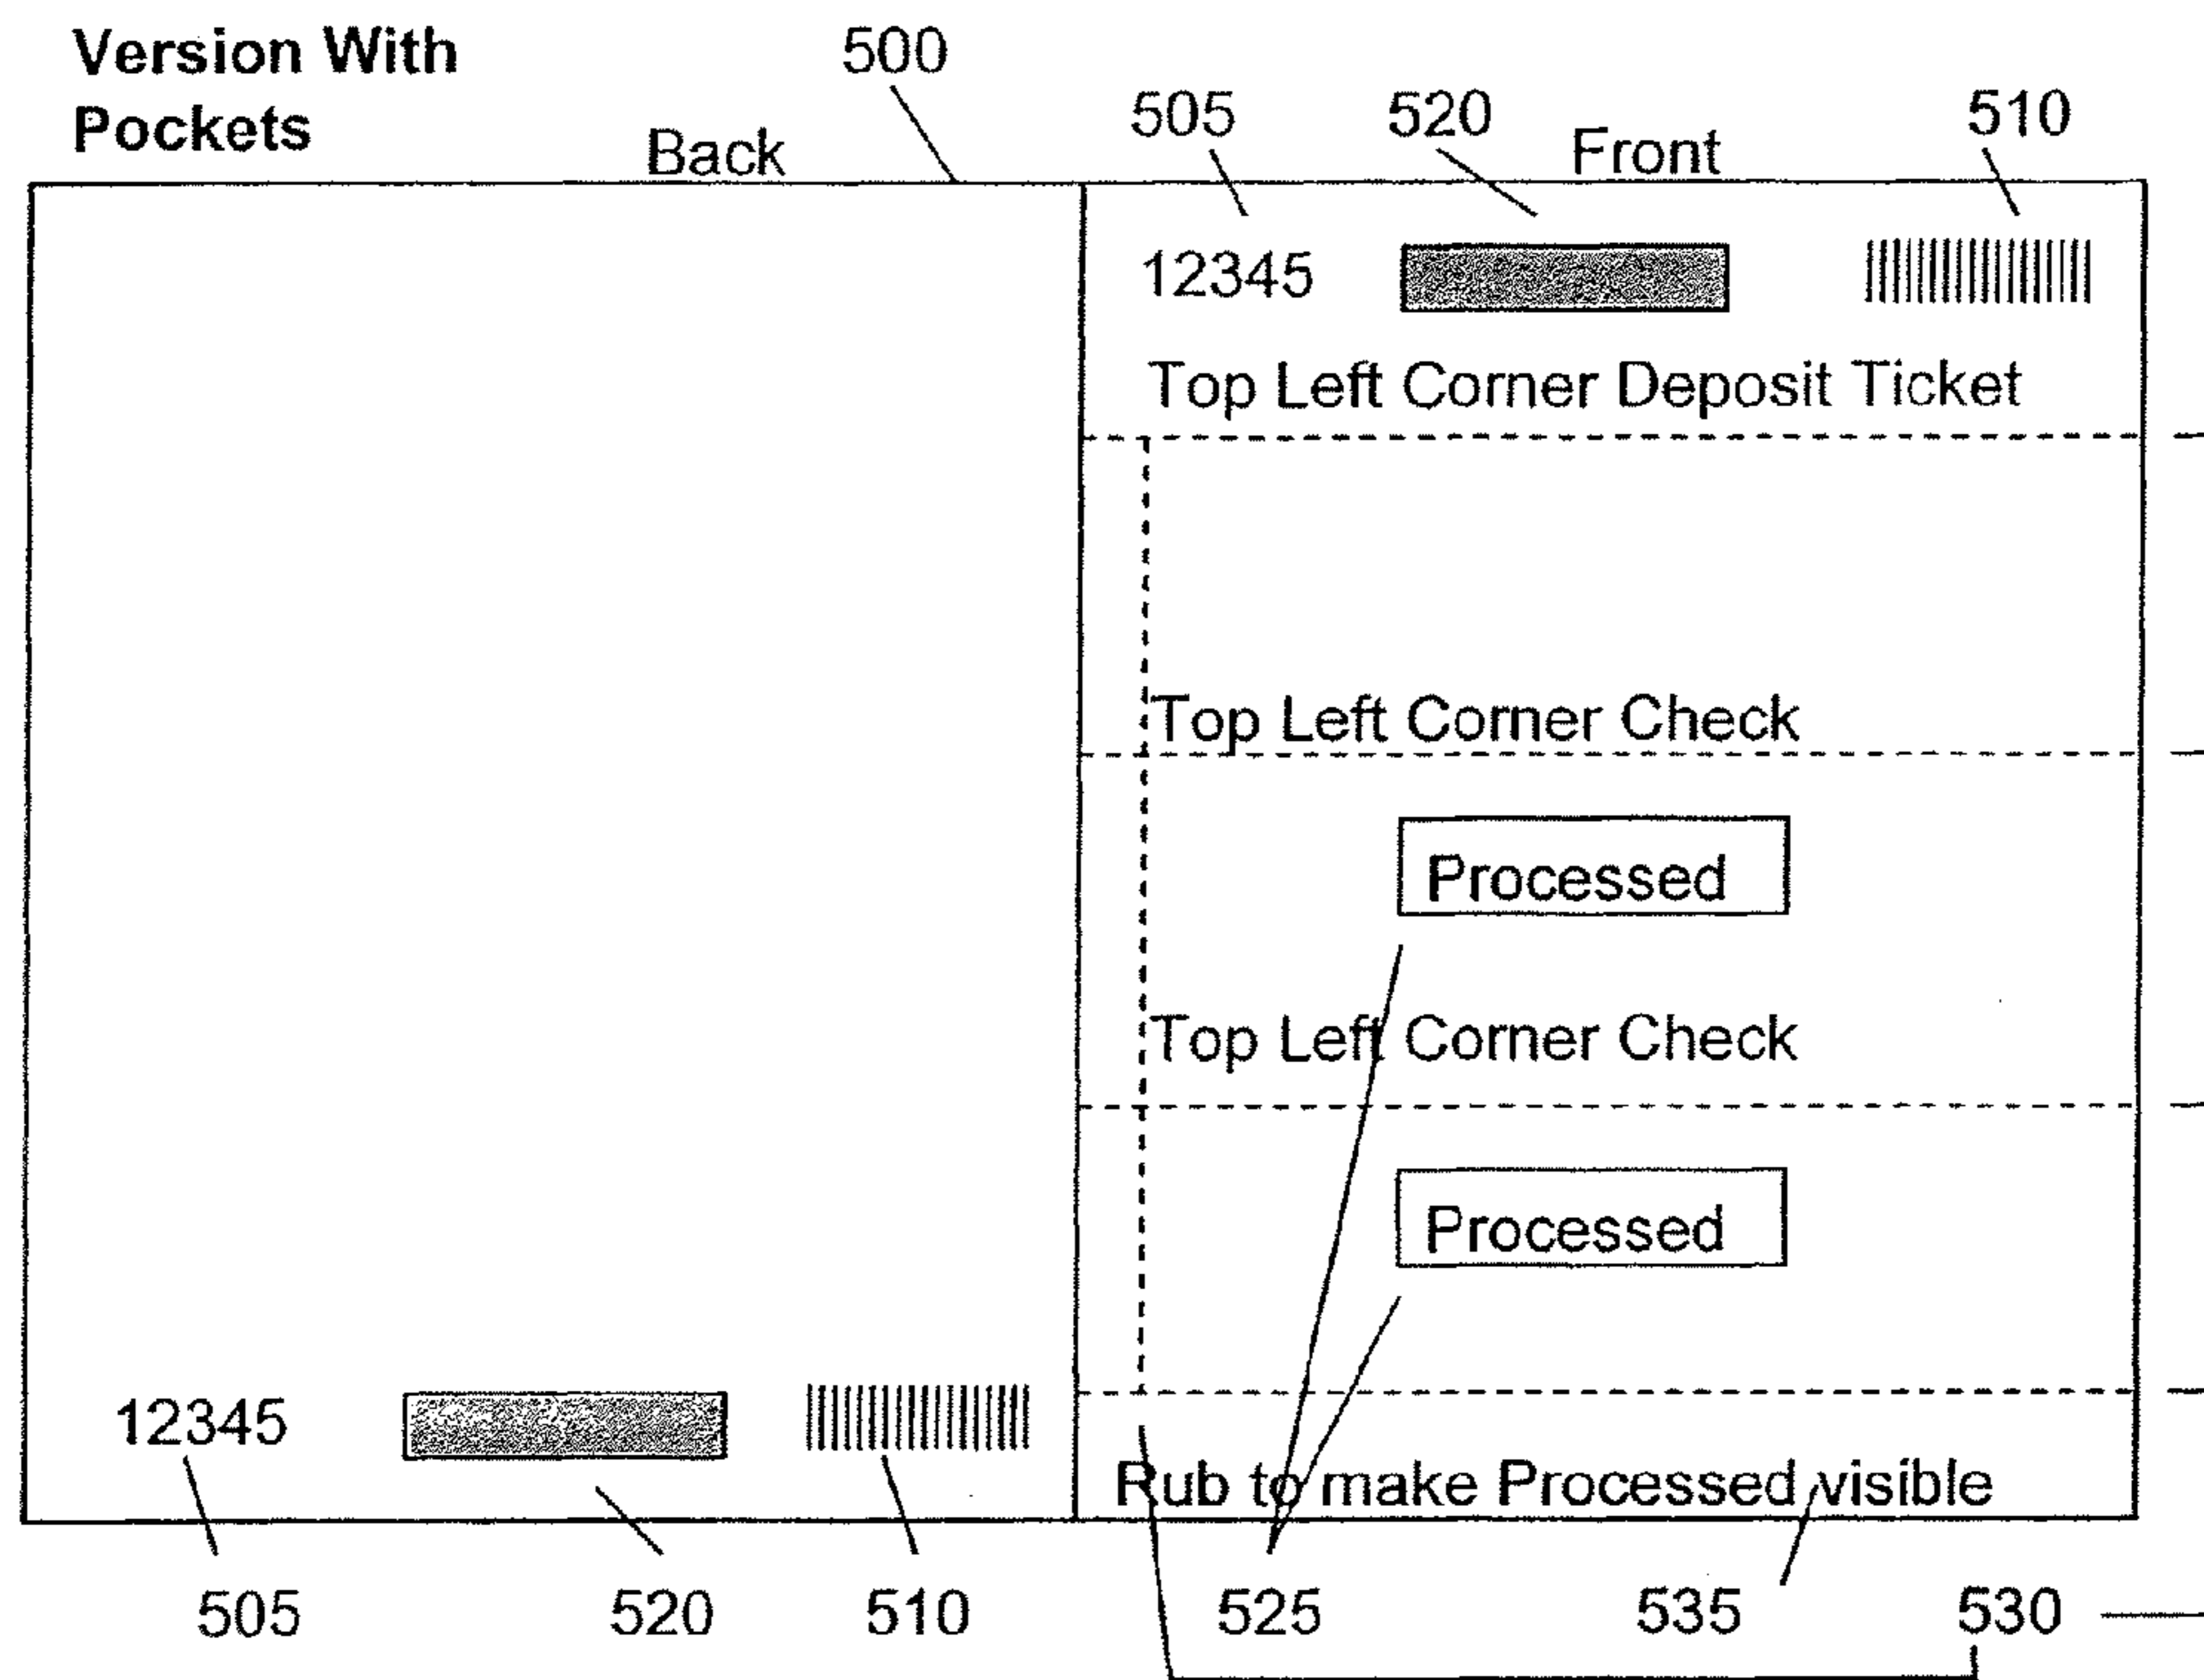 Version With
Pockets
500
Back
505
520
Front
510
12345
Top Left Corner Deposit Ticket
Top Left Corner Check
Processed
Top Left Corner Check
Processed
12345
Rub to make Processed visible
505
520
510
525
535
530